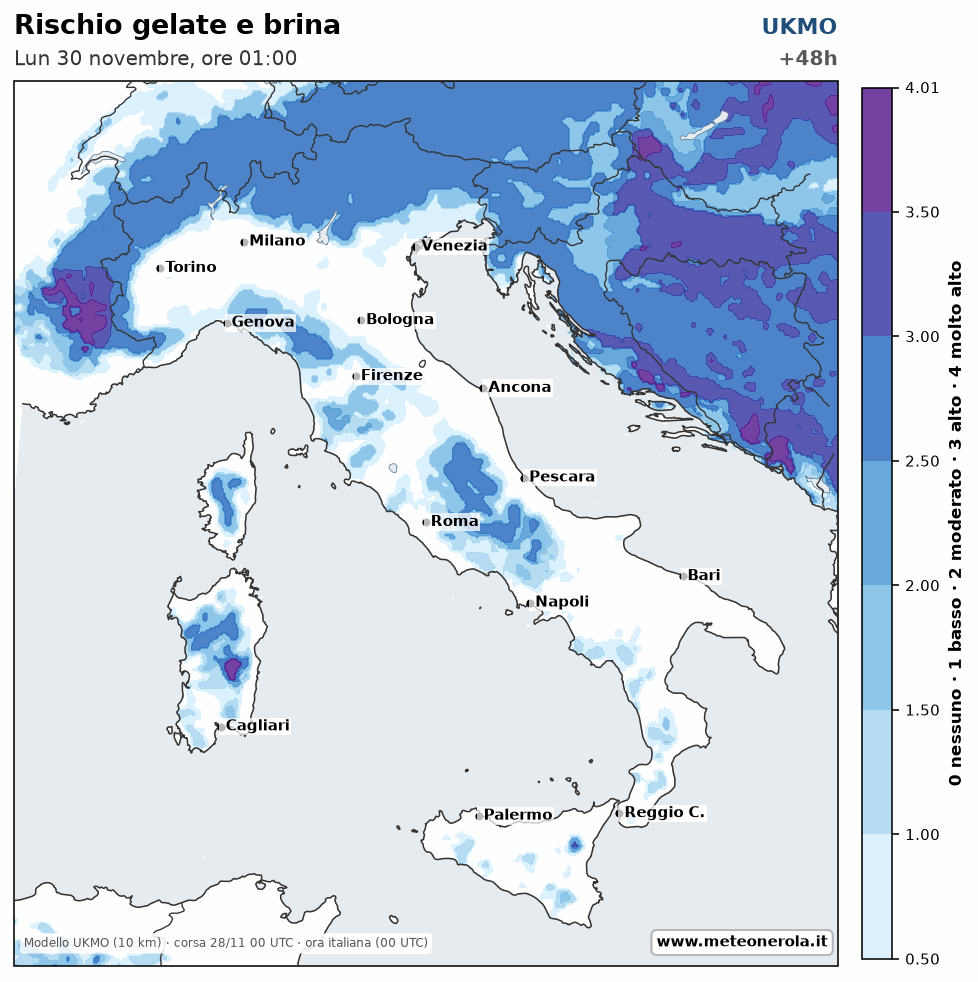 Rischio gelate e brina
UKMO
Lun 30 novembre, ore 01:00
+48h
4.01
3.50
3.00
2.50
2.00
1.50
1.00
0.50
0 nessuno · 1 basso · 2 moderato · 3 alto · 4 molto alto
Milano
Venezia
Torino
Genova
Bologna
Firenze
Ancona
Pescara
Roma
Bari
Napoli
Cagliari
Palermo
Reggio C.
Modello UKMO (10 km) · corsa 28/11 00 UTC · ora italiana (00 UTC)
www.meteonerola.it